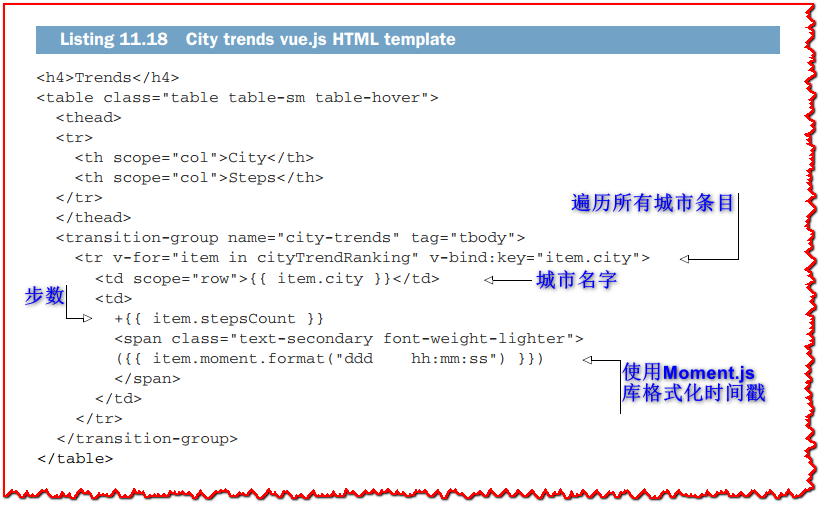 Listing 11.18 City trends vue.js HTML template
<h4>Trends</h4>
<table class="table table-sm table-hover">
<thead>
<tr>
<th scope="col">City</th>
<th scope="col">Steps</th>
</tr>
</thead>
遍历所有城市条目
<transition-group name="city-trends" tag="tbody">
<tr v-for="item in cityTrendRanking" v-bind:key="item.city">
<td scope="row">{{ item.city }}</td>
城市名字
步数
<td>
+{{ item.stepsCount }}
<span class="text-secondary font-weight-lighter">
({{ item.moment.format("ddd    hh:mm:ss") }})
使用Moment.js
库格式化时间戳
</span>
</td>
</tr>
</transition-group>
</table>